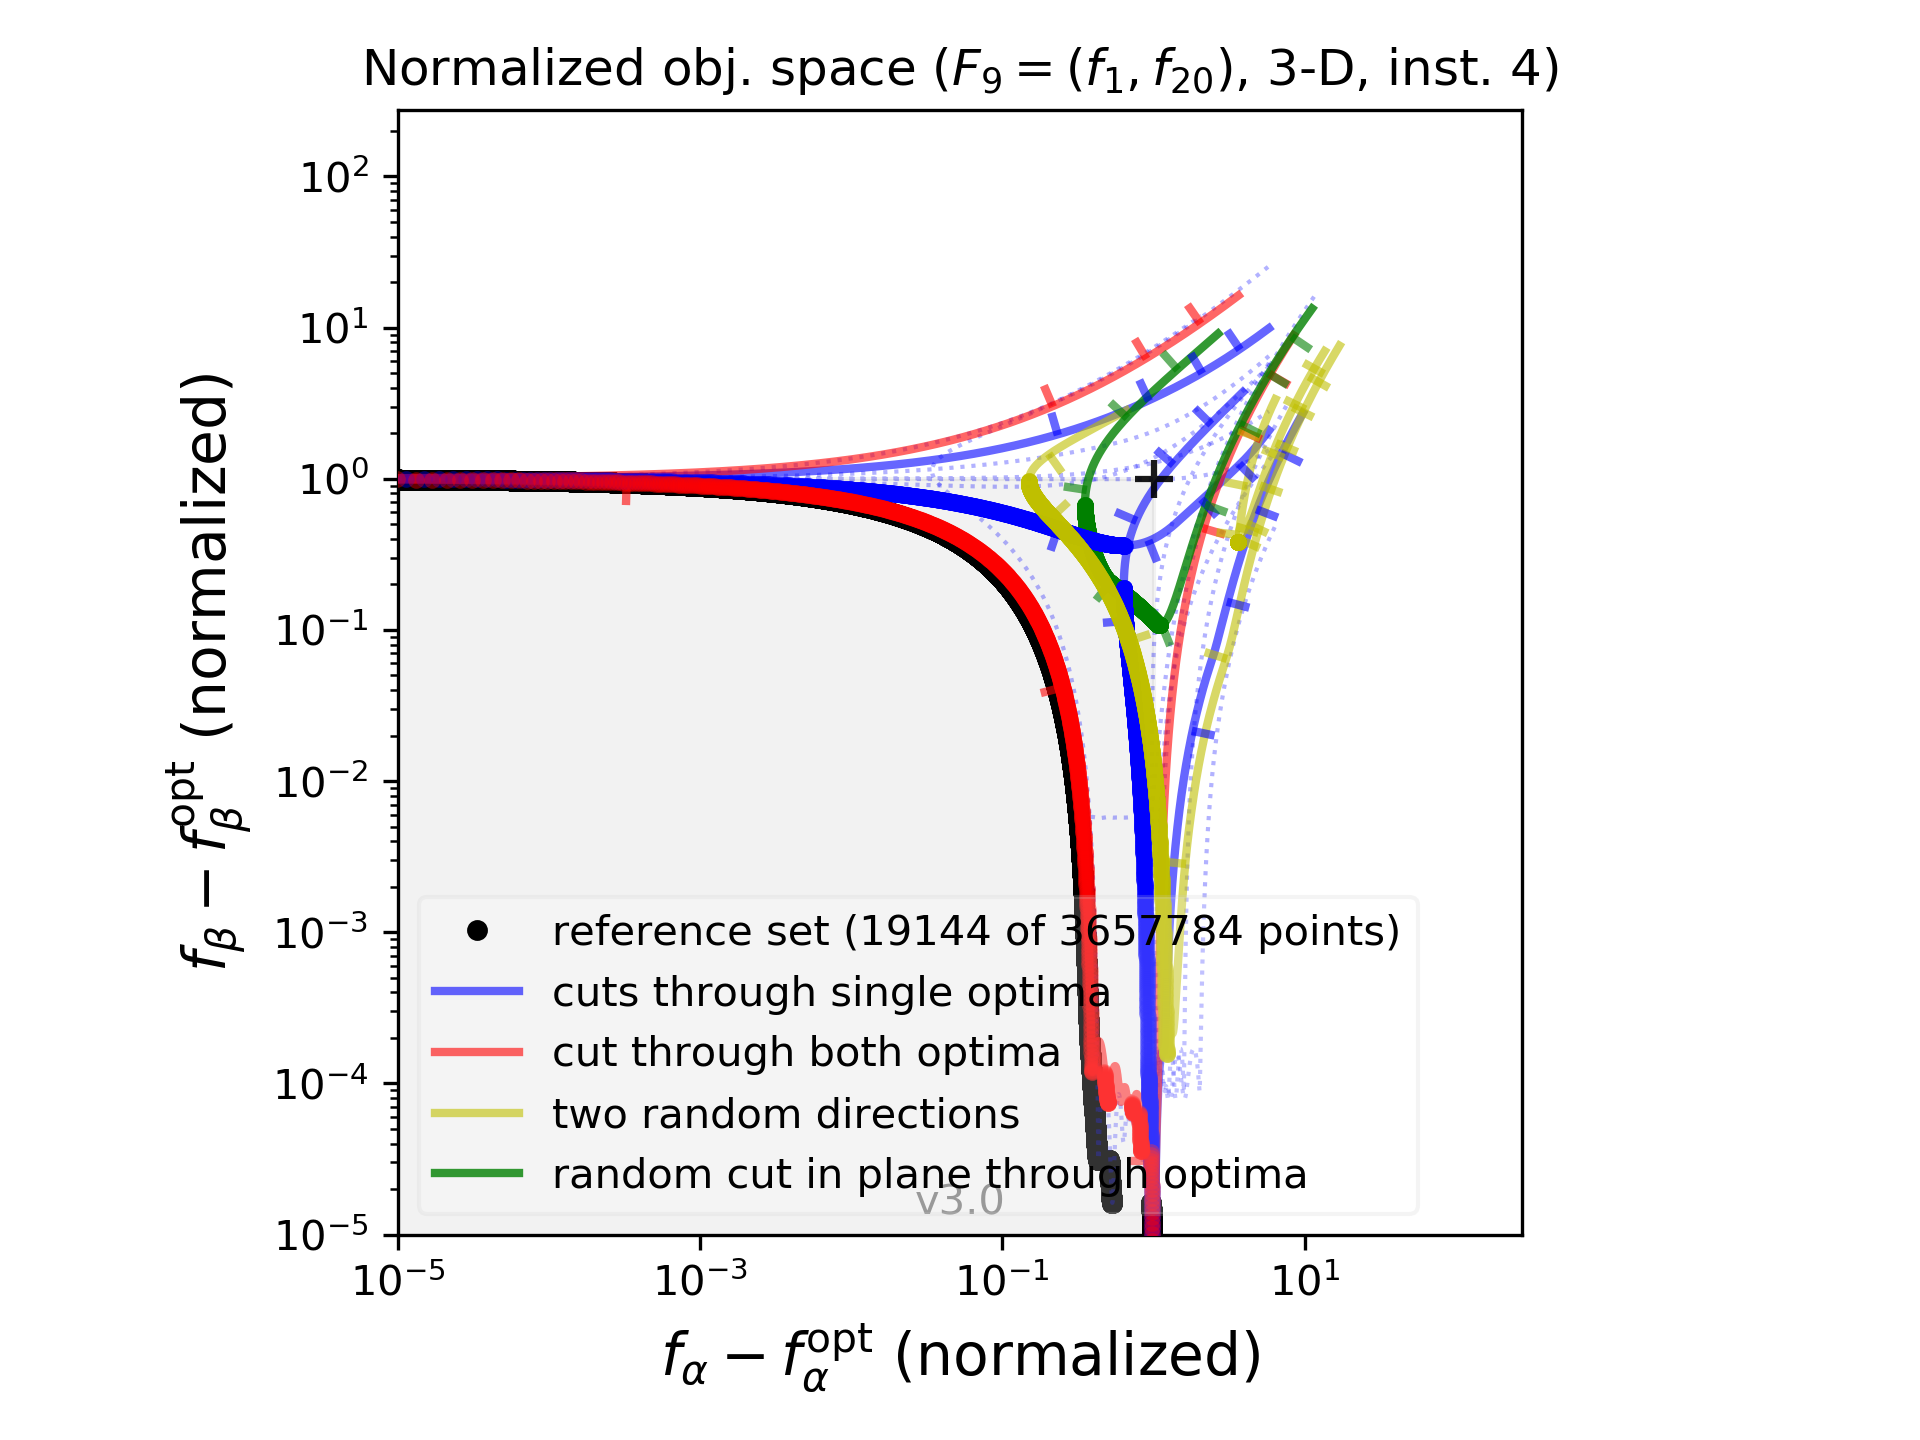 Normalized obj. space (F₉ = (f₁, f₂₀), 3-D, inst. 4)
10²
10¹
10⁰
10⁻¹
10⁻²
10⁻³
10⁻⁴
10⁻⁵
f_β − f_β^opt (normalized)
reference set (19144 of 3657784 points)
cuts through single optima
cut through both optima
two random directions
random cut in plane through optima
v3.0
10⁻⁵ 10⁻³ 10⁻¹ 10¹
f_α − f_α^opt (normalized)